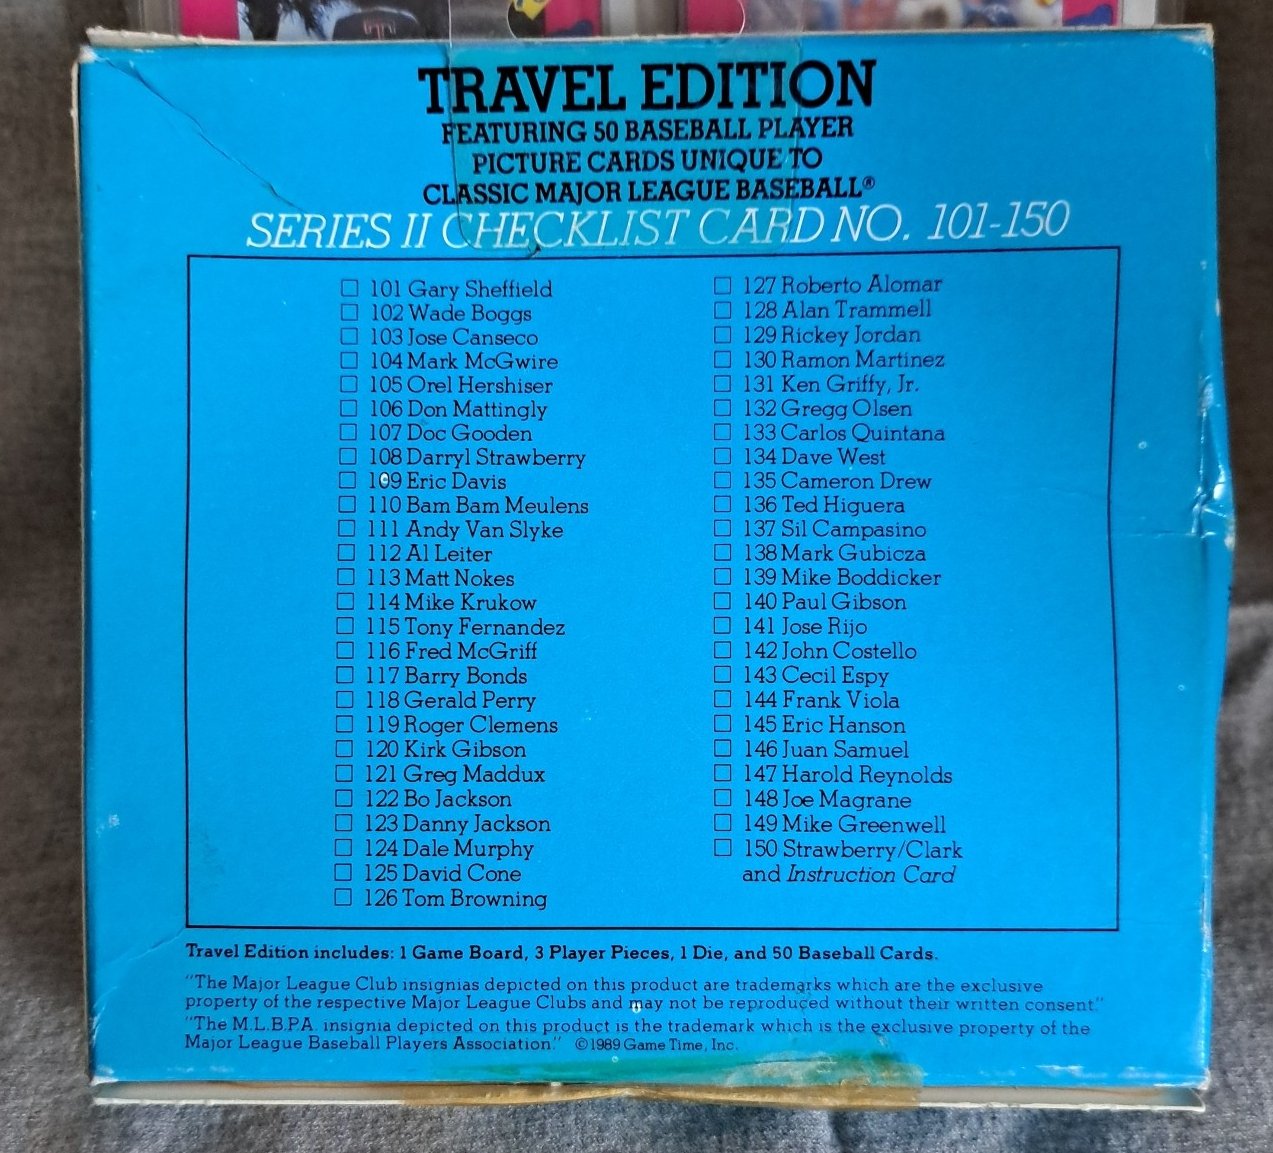 TRAVEL EDITION
FEATURING 50 BASEBALL PLAYER
PICTURE CARDS UNIQUE TO
CLASSIC MAJOR LEAGUE BASEBALL®
SERIES II CHECKLIST CARD NO. 101-150
101 Gary Sheffield
102 Wade Boggs
103 Jose Canseco
104 Mark McGwire
105 Orel Hershiser
106 Don Mattingly
107 Doc Gooden
108 Darryl Strawberry
109 Eric Davis
110 Bam Bam Meulens
111 Andy Van Slyke
112 Al Leiter
113 Matt Nokes
114 Mike Krukow
115 Tony Fernandez
116 Fred McGriff
117 Barry Bonds
118 Gerald Perry
119 Roger Clemens
120 Kirk Gibson
121 Greg Maddux
122 Bo Jackson
123 Danny Jackson
124 Dale Murphy
125 David Cone
126 Tom Browning
127 Roberto Alomar
128 Alan Trammell
129 Rickey Jordan
130 Ramon Martinez
131 Ken Griffy, Jr.
132 Gregg Olsen
133 Carlos Quintana
134 Dave West
135 Cameron Drew
136 Ted Higuera
137 Sil Campasino
138 Mark Gubicza
139 Mike Boddicker
140 Paul Gibson
141 Jose Rijo
142 John Costello
143 Cecil Espy
144 Frank Viola
145 Eric Hanson
146 Juan Samuel
147 Harold Reynolds
148 Joe Magrane
149 Mike Greenwell
150 Strawberry/Clark
and Instruction Card
Travel Edition includes: 1 Game Board, 3 Player Pieces, 1 Die, and 50 Baseball Cards.
"The Major League Club insignias depicted on this product are trademarks which are the exclusive
property of the respective Major League Clubs and may not be reproduced without their written consent."
"The M.L.B.P.A. insignia depicted on this product is the trademark which is the exclusive property of the
Major League Baseball Players Association." ©1989 Game Time, Inc.